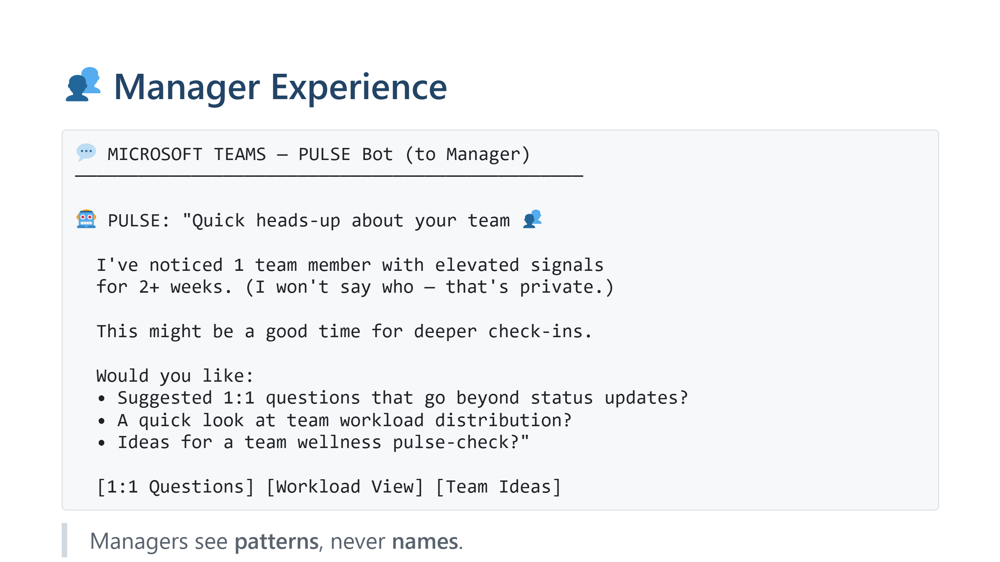 👥 Manager Experience
💬 MICROSOFT TEAMS — PULSE Bot (to Manager)
────────────────────────────────────────────────
🤖 PULSE: "Quick heads-up about your team 👥
I've noticed 1 team member with elevated signals
for 2+ weeks. (I won't say who — that's private.)
This might be a good time for deeper check-ins.
Would you like:
• Suggested 1:1 questions that go beyond status updates?
• A quick look at team workload distribution?
• Ideas for a team wellness pulse-check?"
[1:1 Questions] [Workload View] [Team Ideas]
Managers see patterns, never names.